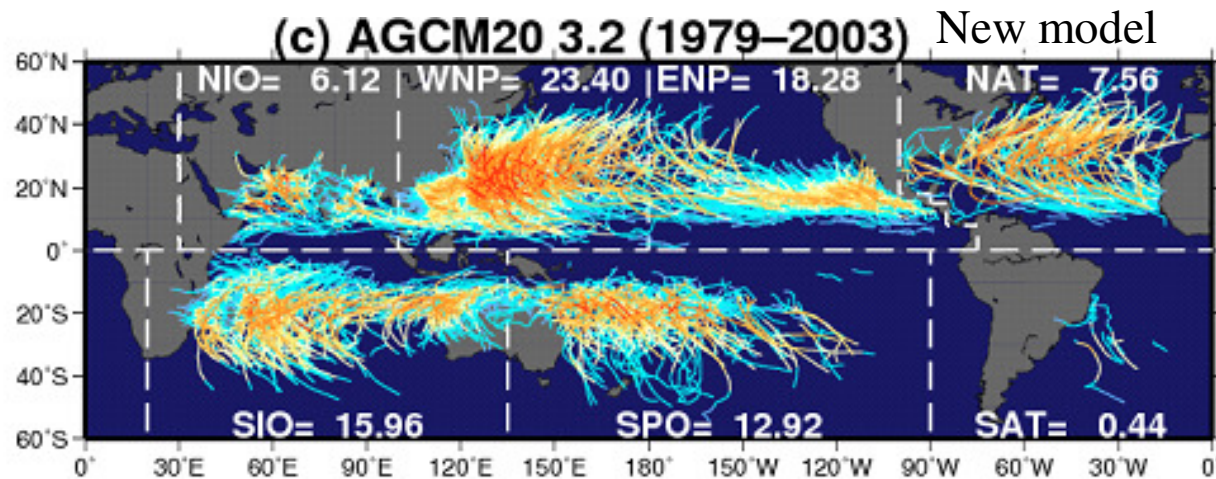 (c) AGCM20 3.2 (1979–2003) New model
60°N
NIO= 6.12 WNP= 23.40 ENP= 18.28 NAT= 7.56
40°N
20°N
0°
20°S
40°S
SIO= 15.96 SPO= 12.92 SAT= 0.44
60°S
0° 30°E 60°E 90°E 120°E 150°E 180° 150°W 120°W 90°W 60°W 30°W 0